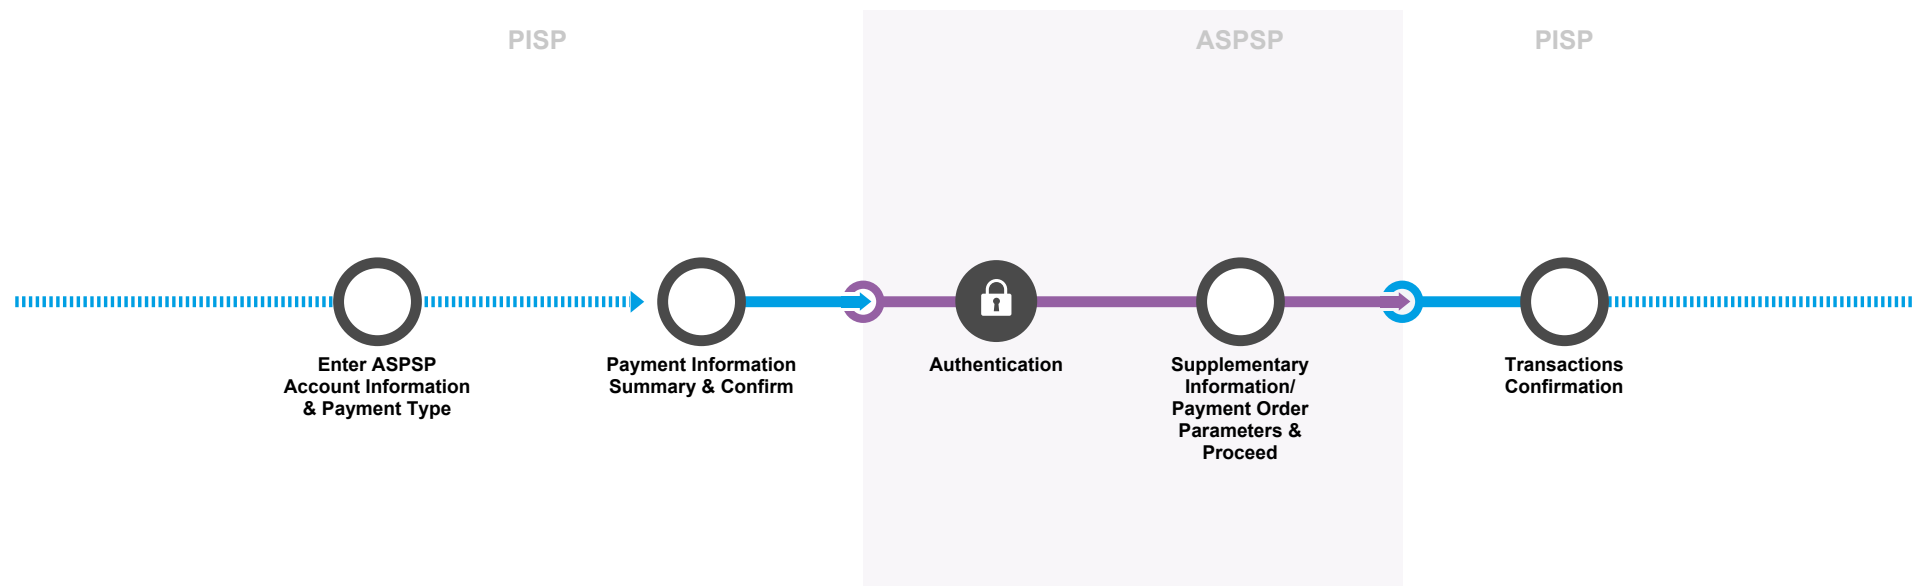 PISP
ASPSP
PISP
Enter ASPSP
Account Information
& Payment Type
Payment Information
Summary & Confirm
Authentication
Supplementary
Information/
Payment Order
Parameters &
Proceed
Transactions
Confirmation